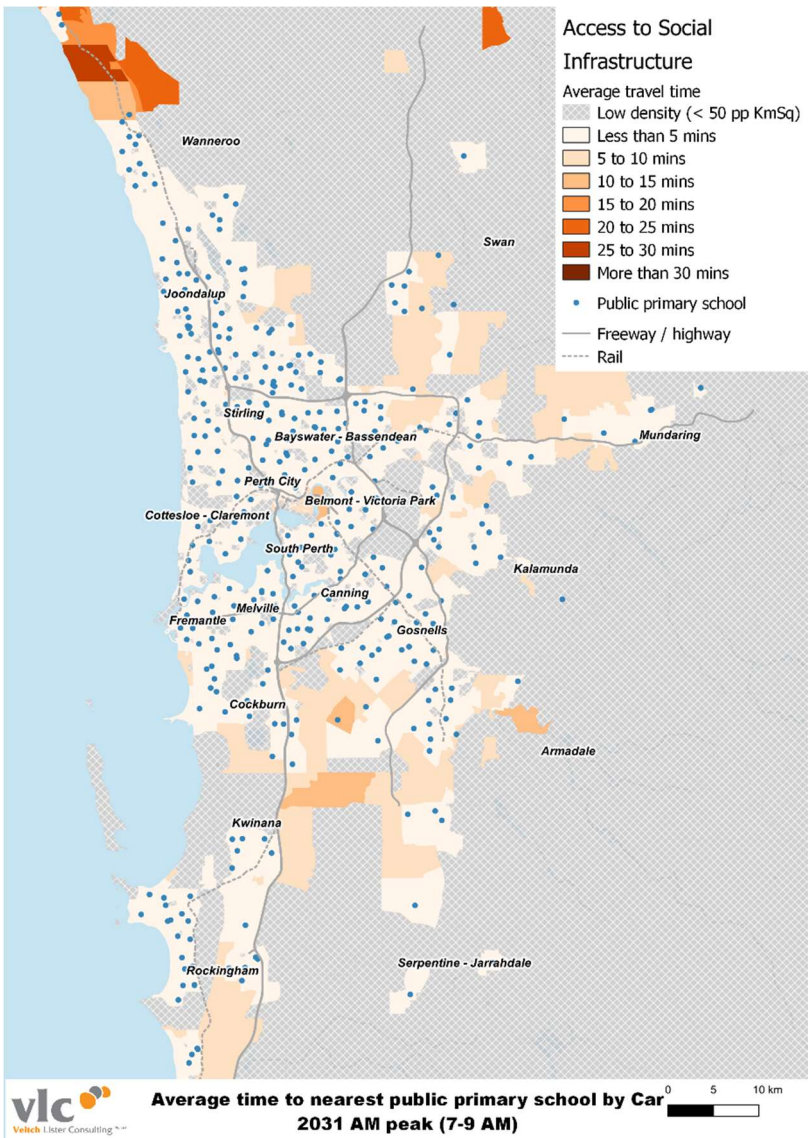 Access to Social
Infrastructure
Average travel time
Low density (< 50 pp KmSq)
Less than 5 mins
5 to 10 mins
10 to 15 mins
15 to 20 mins
20 to 25 mins
25 to 30 mins
More than 30 mins
Public primary school
Freeway / highway
Rail
Wanneroo
Swan
Joondalup
Stirling
Bayswater - Bassendean
Mundaring
Perth City
Belmont - Victoria Park
Cottesloe - Claremont
South Perth
Kalamunda
Canning
Melville
Fremantle
Gosnells
Cockburn
Armadale
Kwinana
Serpentine - Jarrahdale
Rockingham
vlc
Veitch Lister Consulting
Average time to nearest public primary school by Car
2031 AM peak (7-9 AM)
0 5 10 km